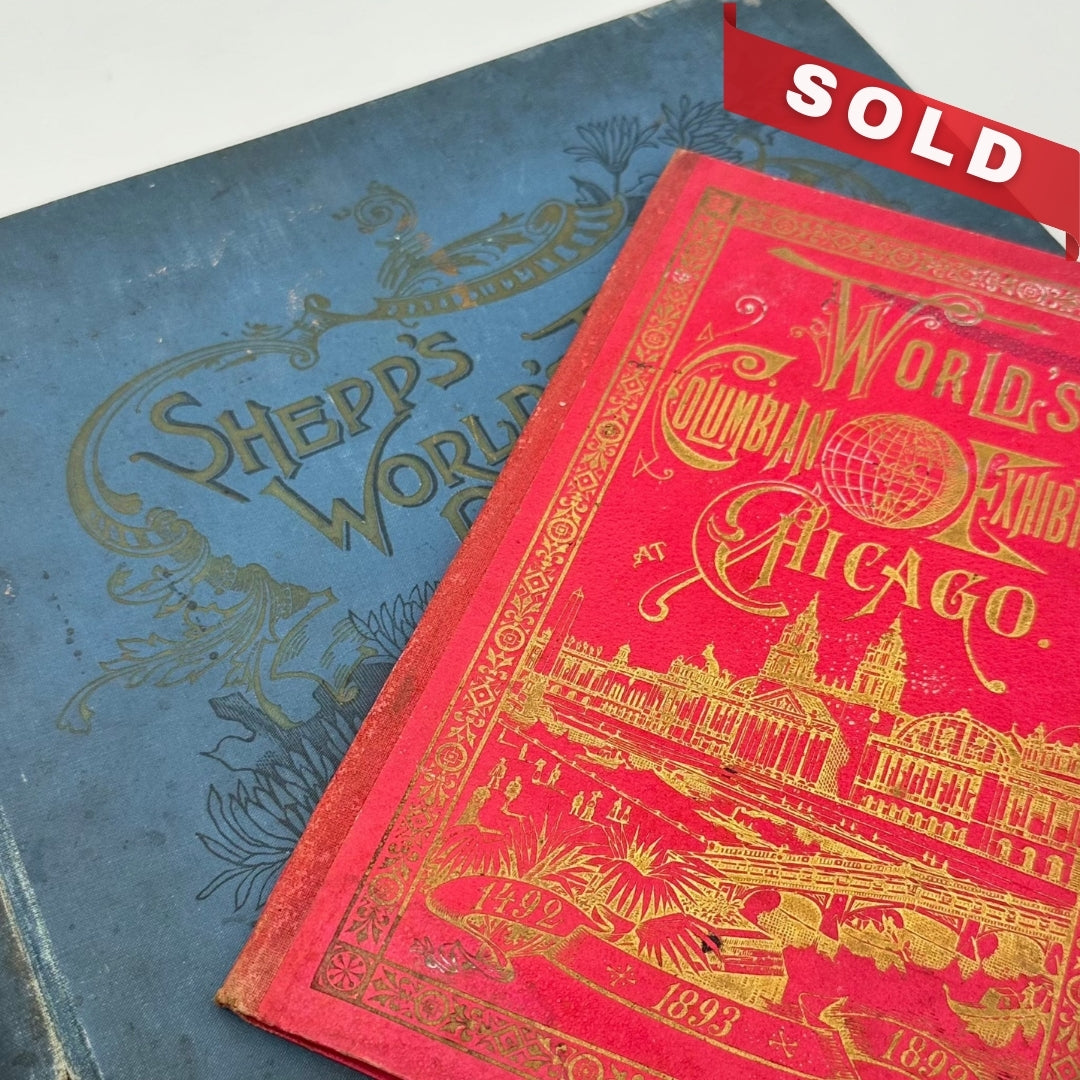 SOLD
SHEPP'S
WORLD'S
WORLD'S
COLUMBIAN
AT
CHICAGO.
1492
1893